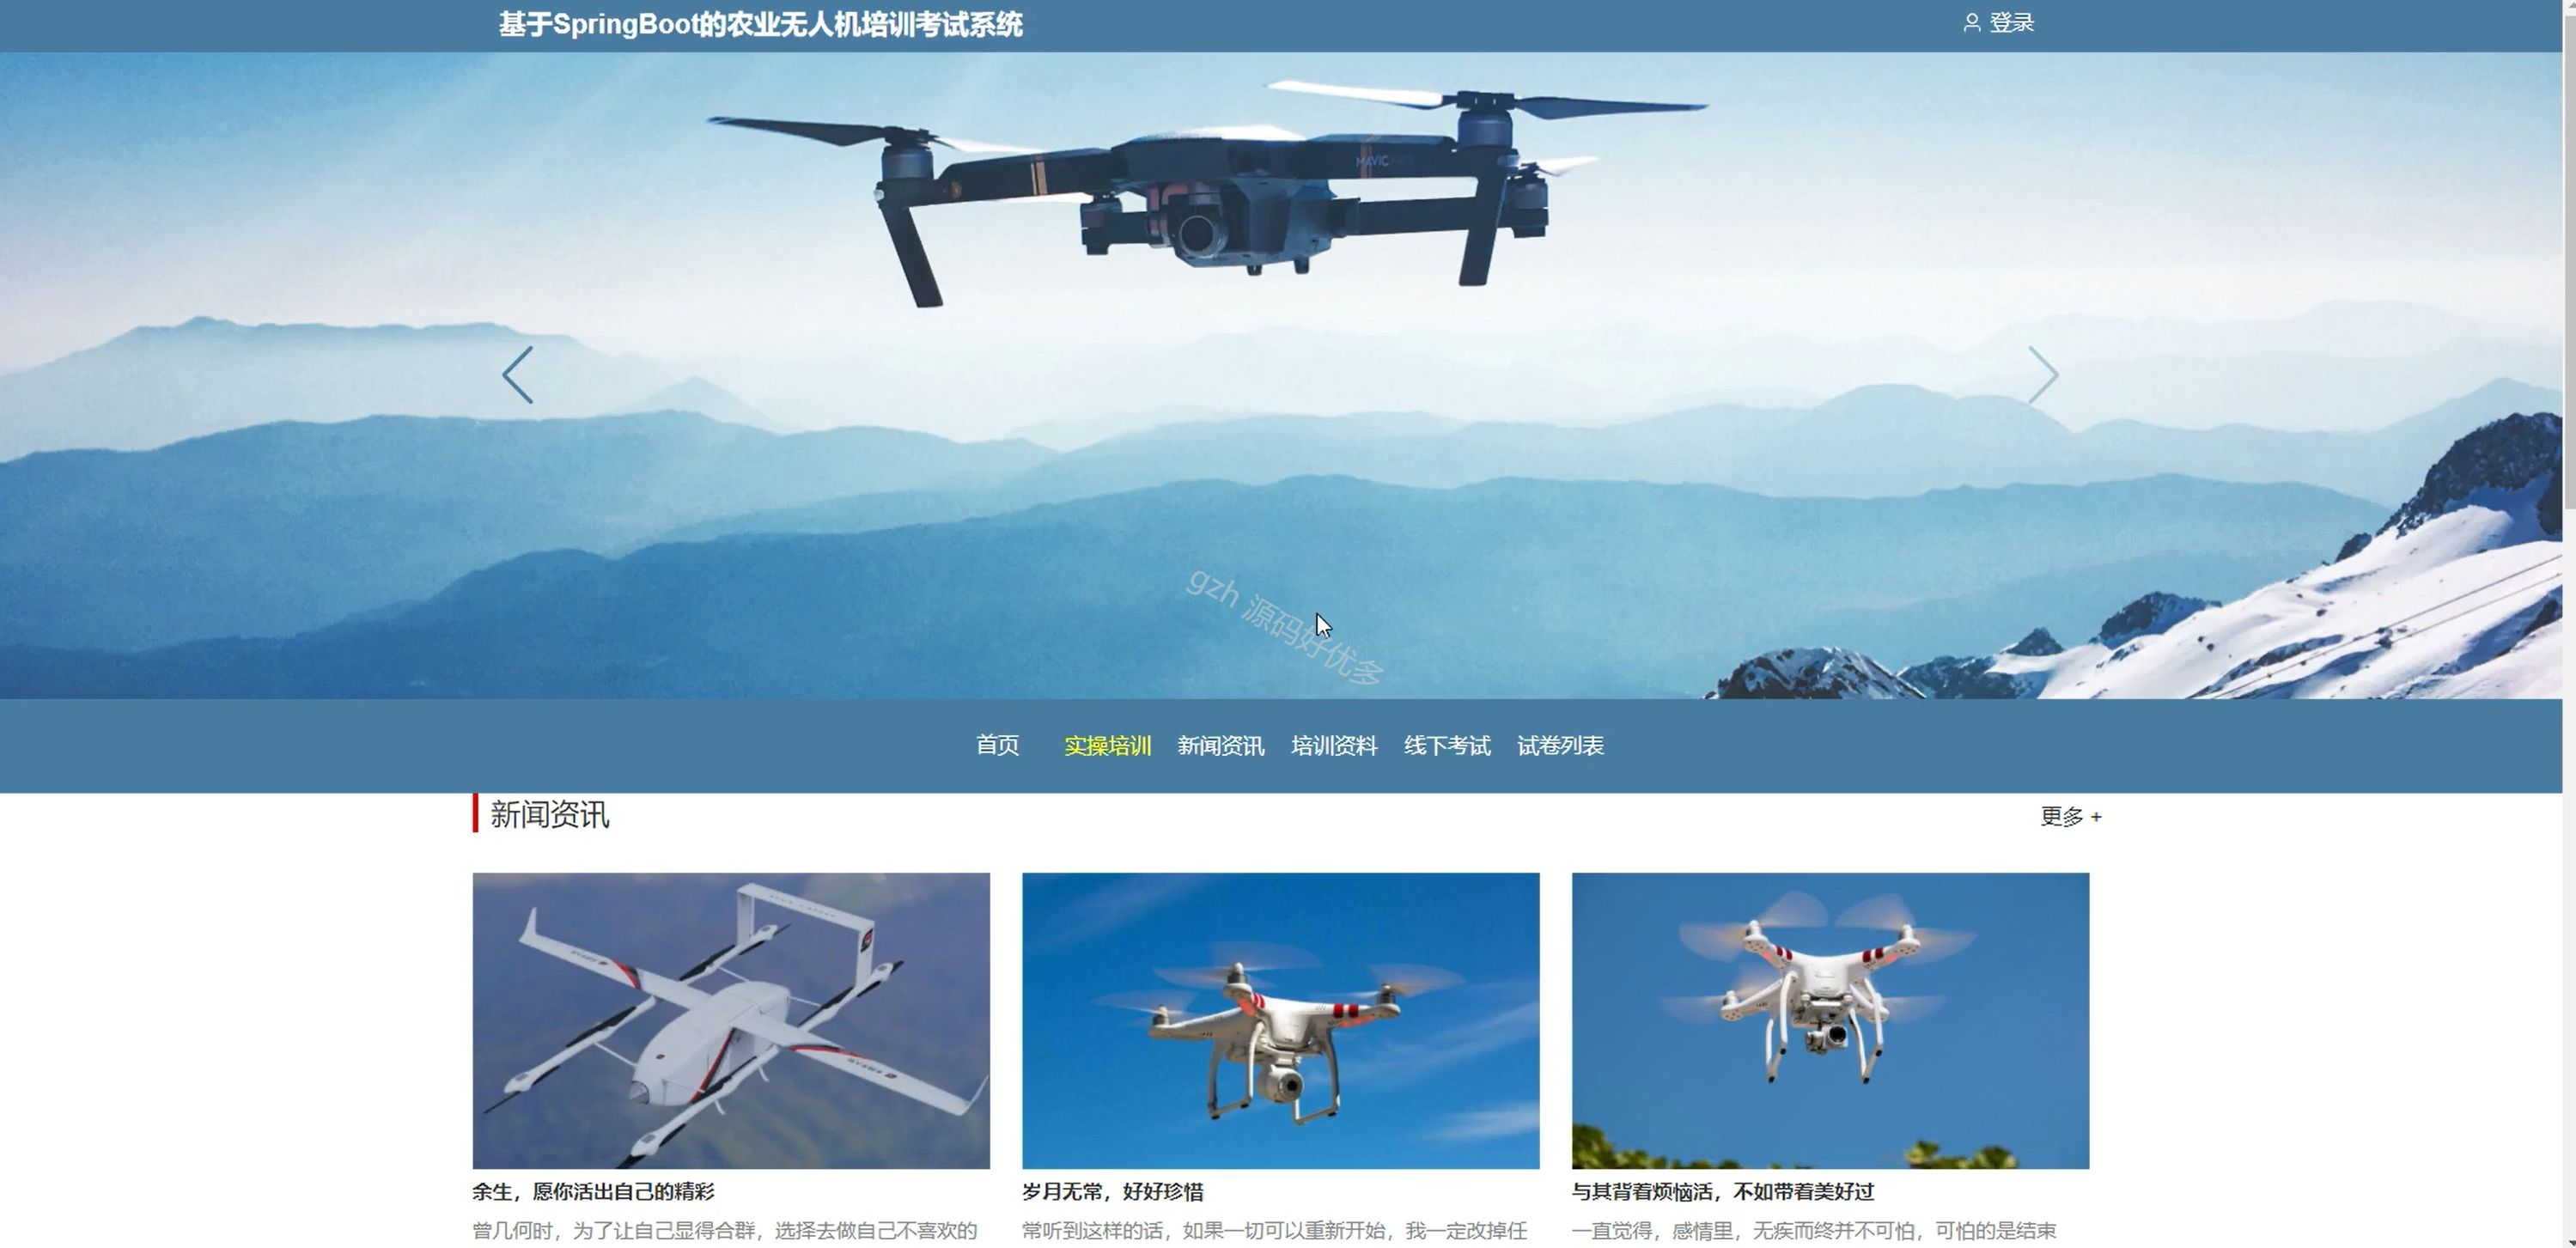 基于SpringBoot的农业无人机培训考试系统
登录
MAVIC
gzh 源码好优多
首页 实操培训 新闻资讯 培训资料 线下考试 试卷列表
新闻资讯
更多 +
余生，愿你活出自己的精彩
曾几何时，为了让自己显得合群，选择去做自己不喜欢的
岁月无常，好好珍惜
常听到这样的话，如果一切可以重新开始，我一定改掉任
与其背着烦恼活，不如带着美好过
一直觉得，感情里，无疾而终并不可怕，可怕的是结束